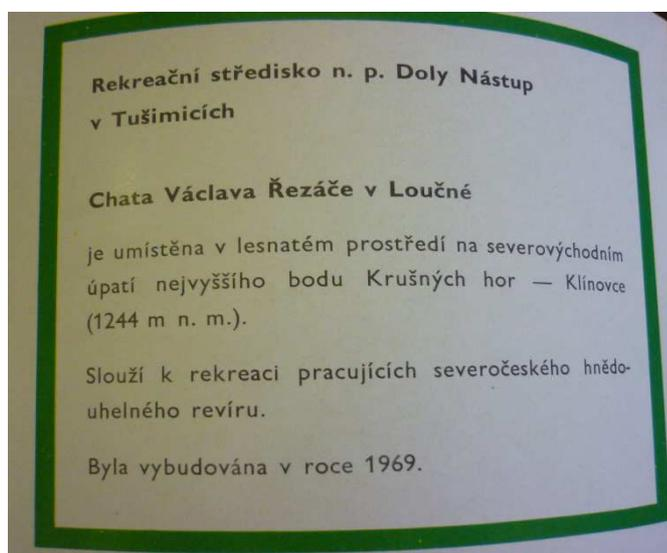 Rekreační středisko n. p. Doly Nástup
v Tušimicích
Chata Václava Řezáče v Loučné
je umístěna v lesnatém prostředí na severovýchodním
úpatí nejvyššího bodu Krušných hor — Klínovce
(1244 m n. m.).
Slouží k rekreaci pracujících severočeského hnědo-
uhelného revíru.
Byla vybudována v roce 1969.